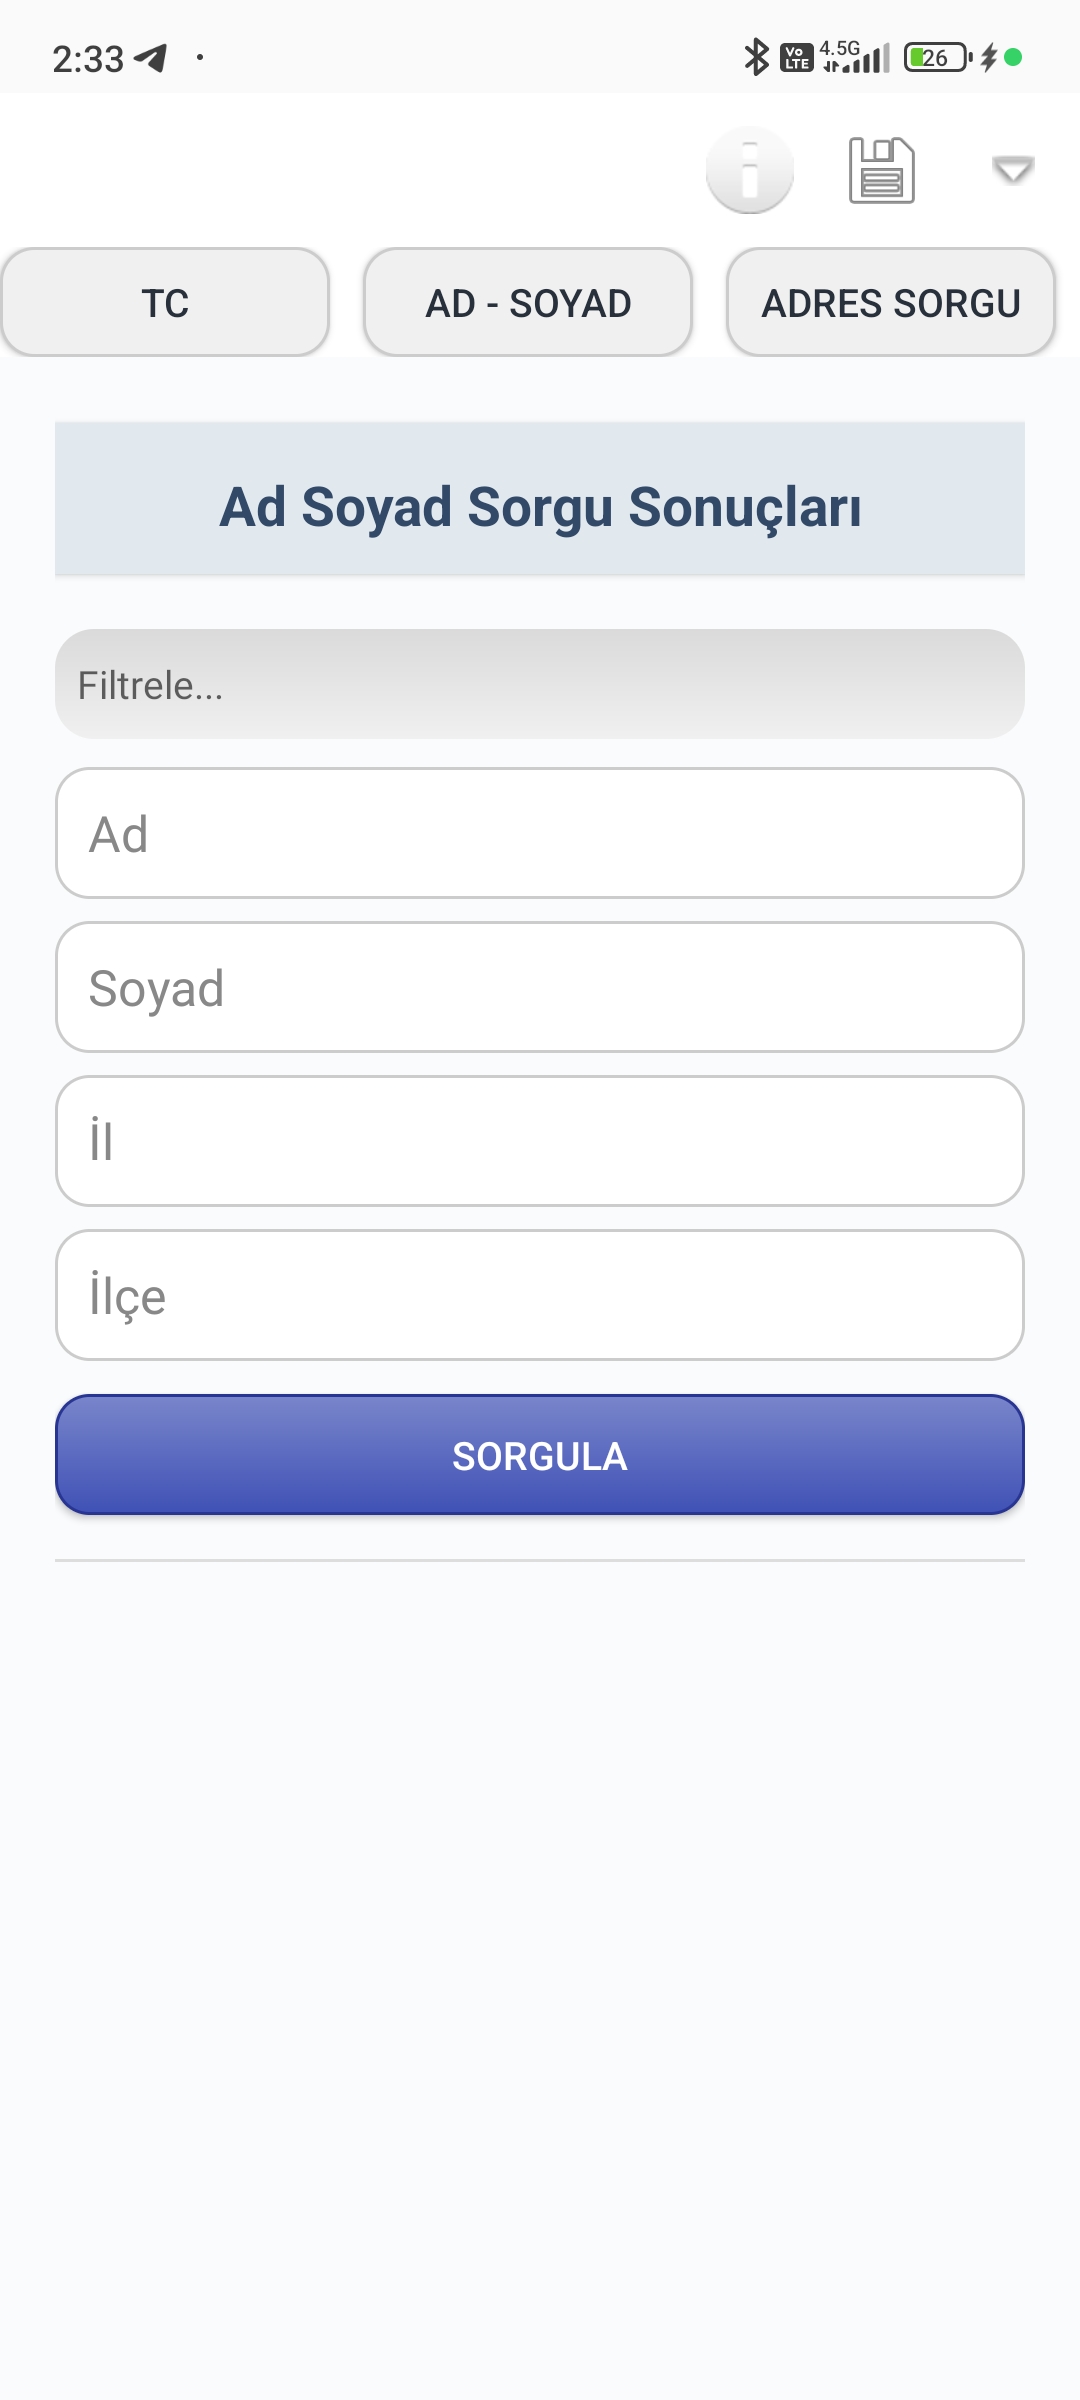 2:33
Vo LTE 4.5G 26
TC AD - SOYAD ADRES SORGU
Ad Soyad Sorgu Sonuçları
Filtrele...
Ad
Soyad
İl
İlçe
SORGULA